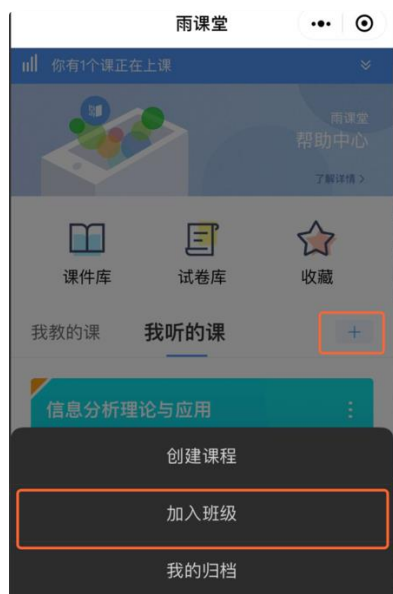 雨课堂
你有1个课正在上课
雨课堂
帮助中心
了解详情 >
课件库 试卷库 收藏
我教的课 我听的课 +
信息分析理论与应用
创建课程
加入班级
我的归档